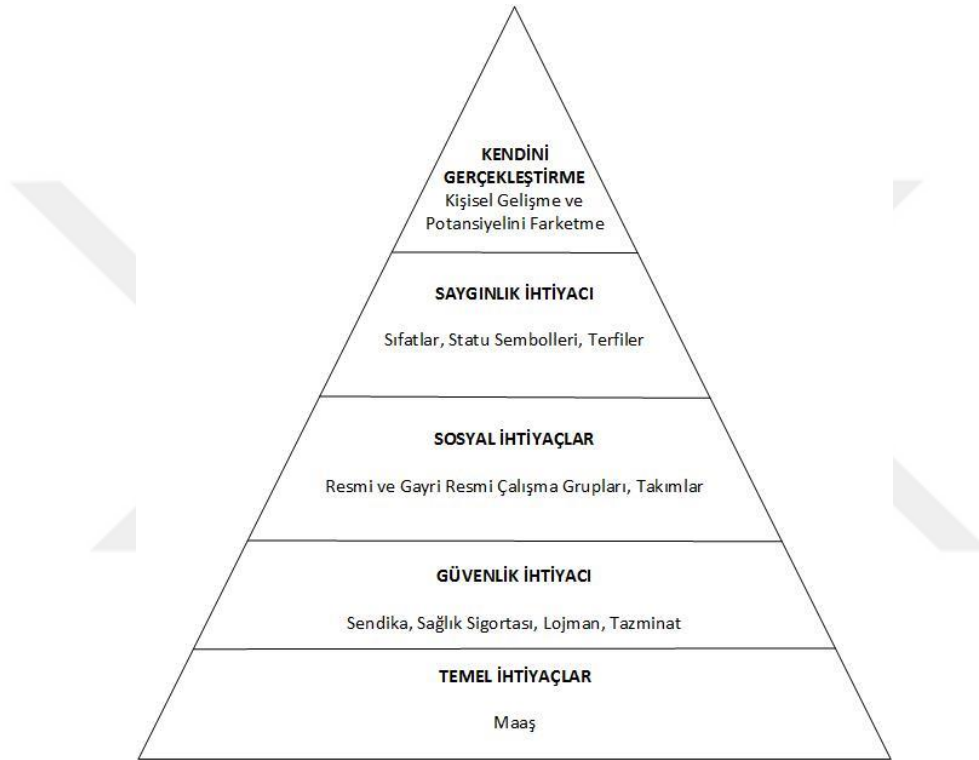 KENDİNİ
GERÇEKLEŞTİRME
Kişisel Gelişme ve
Potansiyelini Farketme
SAYGINLIK İHTİYACI
Sıfatlar, Statu Sembolleri, Terfiler
SOSYAL İHTİYAÇLAR
Resmi ve Gayri Resmi Çalışma Grupları, Takımlar
GÜVENLİK İHTİYACI
Sendika, Sağlık Sigortası, Lojman, Tazminat
TEMEL İHTİYAÇLAR
Maaş